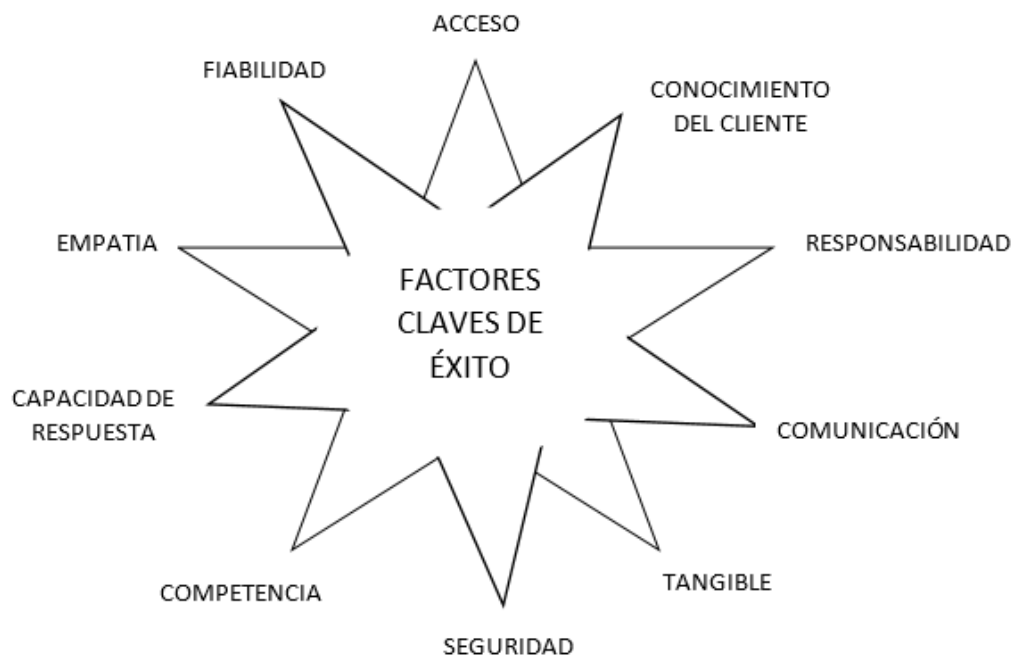 ACCESO
FIABILIDAD
CONOCIMIENTO
DEL CLIENTE
EMPATIA
RESPONSABILIDAD
FACTORES
CLAVES DE
ÉXITO
CAPACIDAD DE
RESPUESTA
COMUNICACIÓN
COMPETENCIA
TANGIBLE
SEGURIDAD